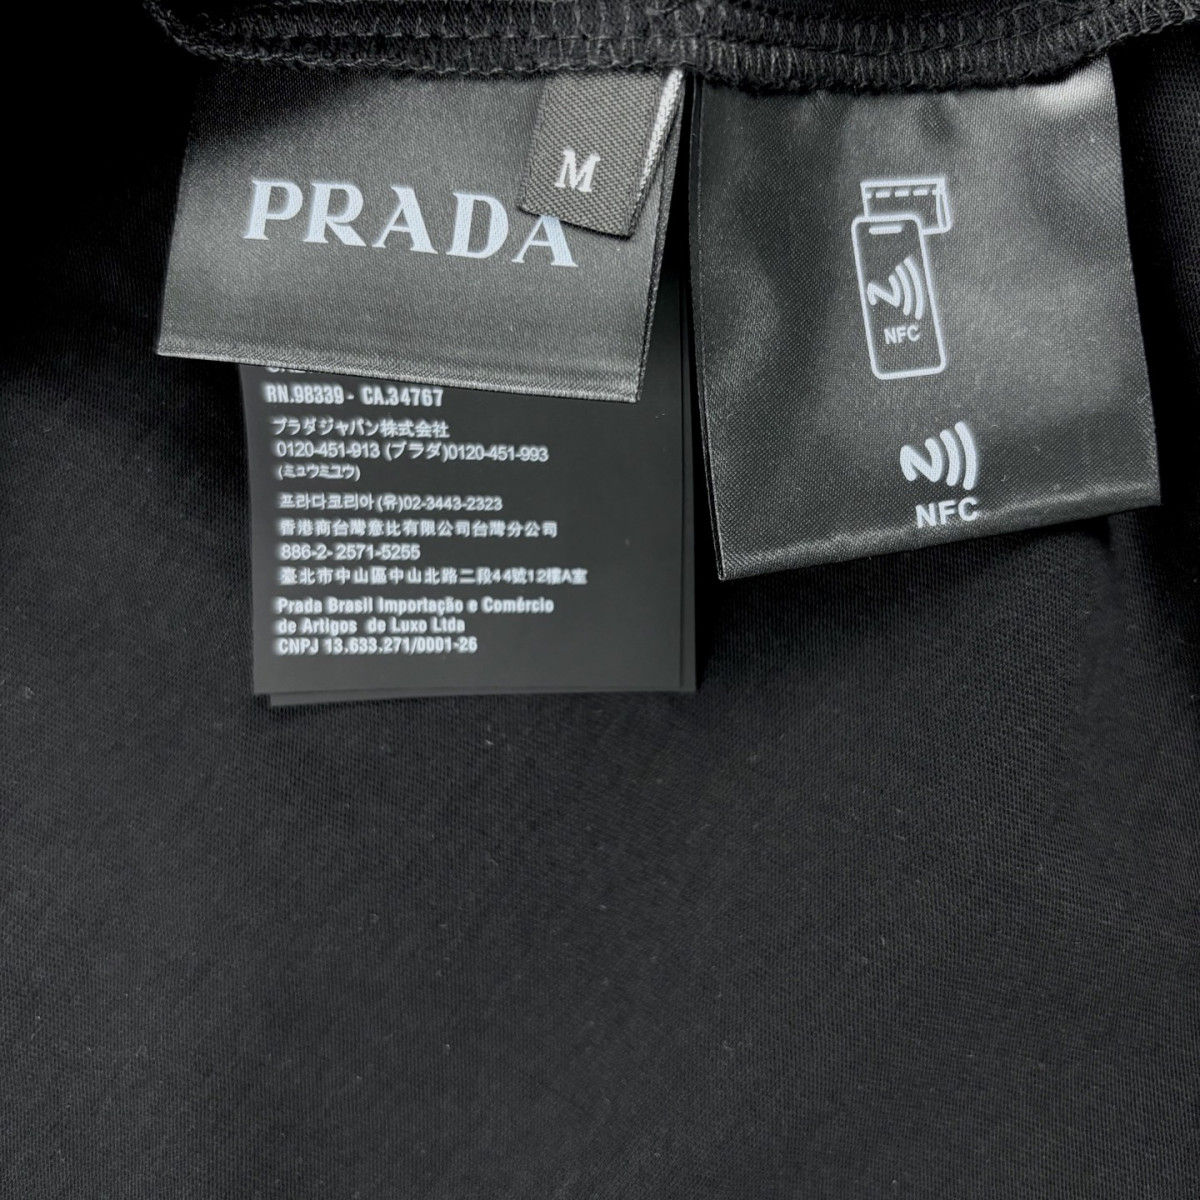 PRADA
M
RN.98339 - CA.34767
プラダジャパン株式会社
0120-451-913 (プラダ)0120-451-993
(ミュウミユウ)
프라다코리아(유)02-3443-2323
香港商台灣意比有限公司台灣分公司
886-2- 2571-5255
臺北市中山區中山北路二段44號12樓A室
Prada Brasil Importação e Comércio
de Artigos de Luxo Ltda
CNPJ 13.633.271/0001-26
NFC
NFC